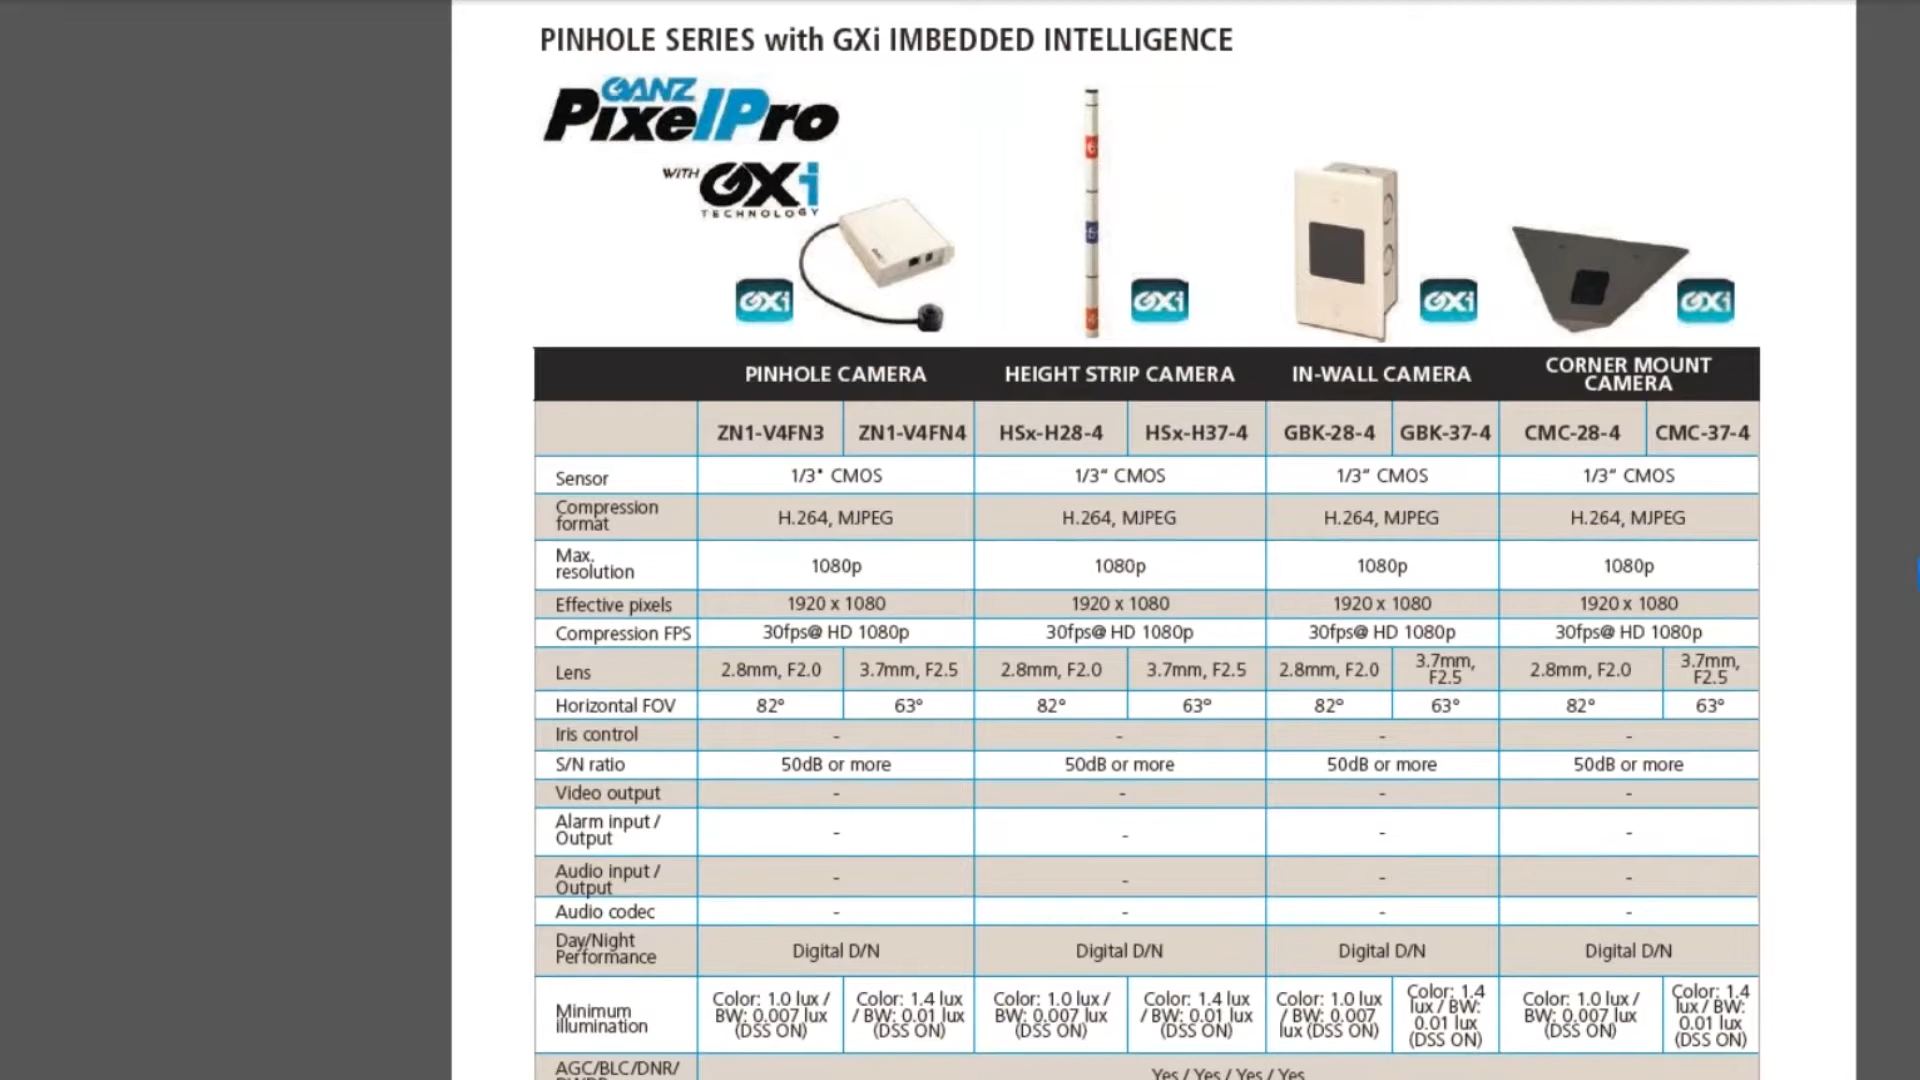 PINHOLE SERIES with GXi IMBEDDED INTELLIGENCE
GANZ
PixelPro
WITH GXi
TECHNOLOGY
GXi GXi GXi GXi
PINHOLE CAMERA HEIGHT STRIP CAMERA IN-WALL CAMERA CORNER MOUNT
CAMERA
ZN1-V4FN3 ZN1-V4FN4 HSx-H28-4 HSx-H37-4 GBK-28-4 GBK-37-4 CMC-28-4 CMC-37-4
Sensor 1/3" CMOS 1/3" CMOS 1/3" CMOS 1/3" CMOS
Compression
format H.264, MJPEG H.264, MJPEG H.264, MJPEG H.264, MJPEG
Max.
resolution 1080p 1080p 1080p 1080p
Effective pixels 1920 x 1080 1920 x 1080 1920 x 1080 1920 x 1080
Compression FPS 30fps@ HD 1080p 30fps@ HD 1080p 30fps@ HD 1080p 30fps@ HD 1080p
Lens 2.8mm, F2.0 3.7mm, F2.5 2.8mm, F2.0 3.7mm, F2.5 2.8mm, F2.0 3.7mm,
F2.5 2.8mm, F2.0 3.7mm,
F2.5
Horizontal FOV 82° 63° 82° 63° 82° 63° 82° 63°
Iris control - - - -
S/N ratio 50dB or more 50dB or more 50dB or more 50dB or more
Video output - - - -
Alarm input /
Output - - - -
Audio input /
Output - - - -
Audio codec - - - -
Day/Night
Performance Digital D/N Digital D/N Digital D/N Digital D/N
Minimum
illumination
Color: 1.0 lux /
BW: 0.007 lux
(DSS ON)
Color: 1.4 lux
/ BW: 0.01 lux
(DSS ON)
Color: 1.0 lux /
BW: 0.007 lux
(DSS ON)
Color: 1.4 lux
/ BW: 0.01 lux
(DSS ON)
Color: 1.0 lux
/ BW: 0.007
lux (DSS ON)
Color: 1.4
lux / BW:
0.01 lux
(DSS ON)
Color: 1.0 lux /
BW: 0.007 lux
(DSS ON)
Color: 1.4
lux / BW:
0.01 lux
(DSS ON)
AGC/BLC/DNR/
Yes / Yes / Yes / Yes